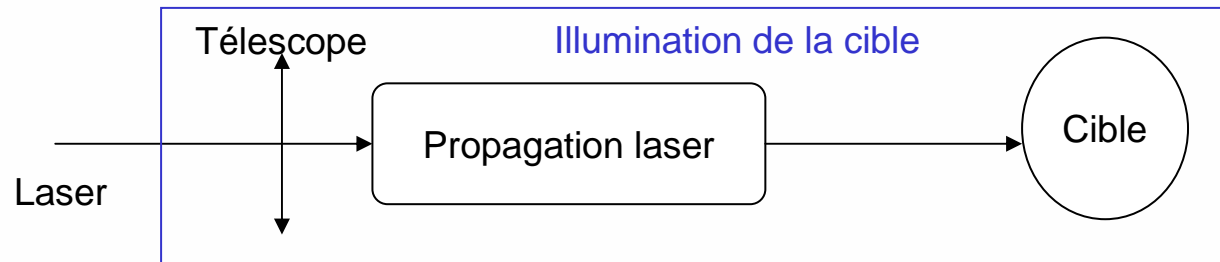 Télescope
Illumination de la cible
Propagation laser
Cible
Laser